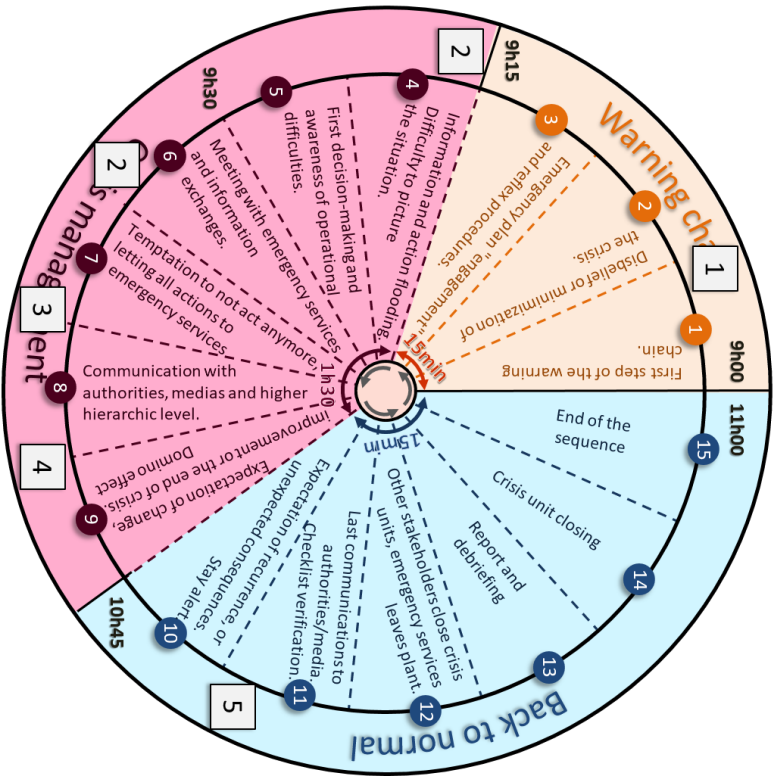 Warning cha
9h00
1
1
First step of the warning
chain.
2
Disbelief or minimization of
the crisis.
3
Emergency plan "engagement"
and reflex procedures.
15min
9h15
2
4
Information and action flooding.
Difficulty to picture
the situation.
5
First decision-making and
awareness of operational
difficulties.
9h30
6
Meeting with emergency services
and information
exchanges.
2
is manag
ent
7
Temptation to not act anymore,
letting all actions to
emergency services
3
8
Communication with
authorities, medias and higher
hierarchic level.
1h30
4
9
Expectation of change,
improvement or the end of crisis.
Domino effect
10h45
Back to normal
10
Expectation of recurrence, or
unexpected consequences.
Stay alert.
5
11
Last communications to
authorities/media.
Checklist verification.
12
Other stakeholders close crisis
units, emergency services
leaves plant.
13
Report and
debriefing
14
Crisis unit closing
15
End of the
sequence
15min
11h00